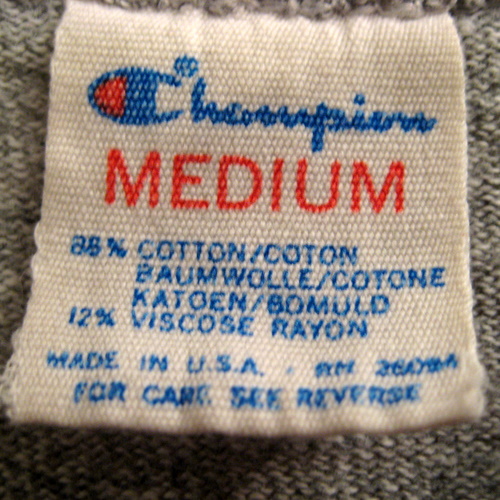 Champion®
MEDIUM
88% COTTON/COTON
BAUMWOLLE/COTONE
KATOEN/BOMULD
12% VISCOSE RAYON
MADE IN U.S.A. . RN 26094
FOR CARE SEE REVERSE